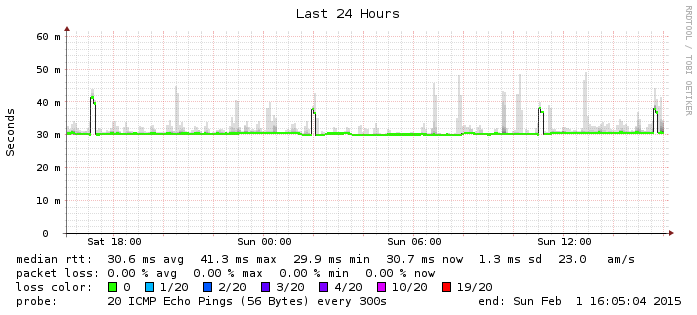 Last 24 Hours
RRDTOOL / TOBI OETIKER
Seconds
60 m
50 m
40 m
30 m
20 m
10 m
0
Sat 18:00 Sun 00:00 Sun 06:00 Sun 12:00
median rtt: 30.6 ms avg 41.3 ms max 29.9 ms min 30.7 ms now 1.3 ms sd 23.0 am/s
packet loss: 0.00 % avg 0.00 % max 0.00 % min 0.00 % now
loss color: 0 1/20 2/20 3/20 4/20 10/20 19/20
probe: 20 ICMP Echo Pings (56 Bytes) every 300s end: Sun Feb 1 16:05:04 2015